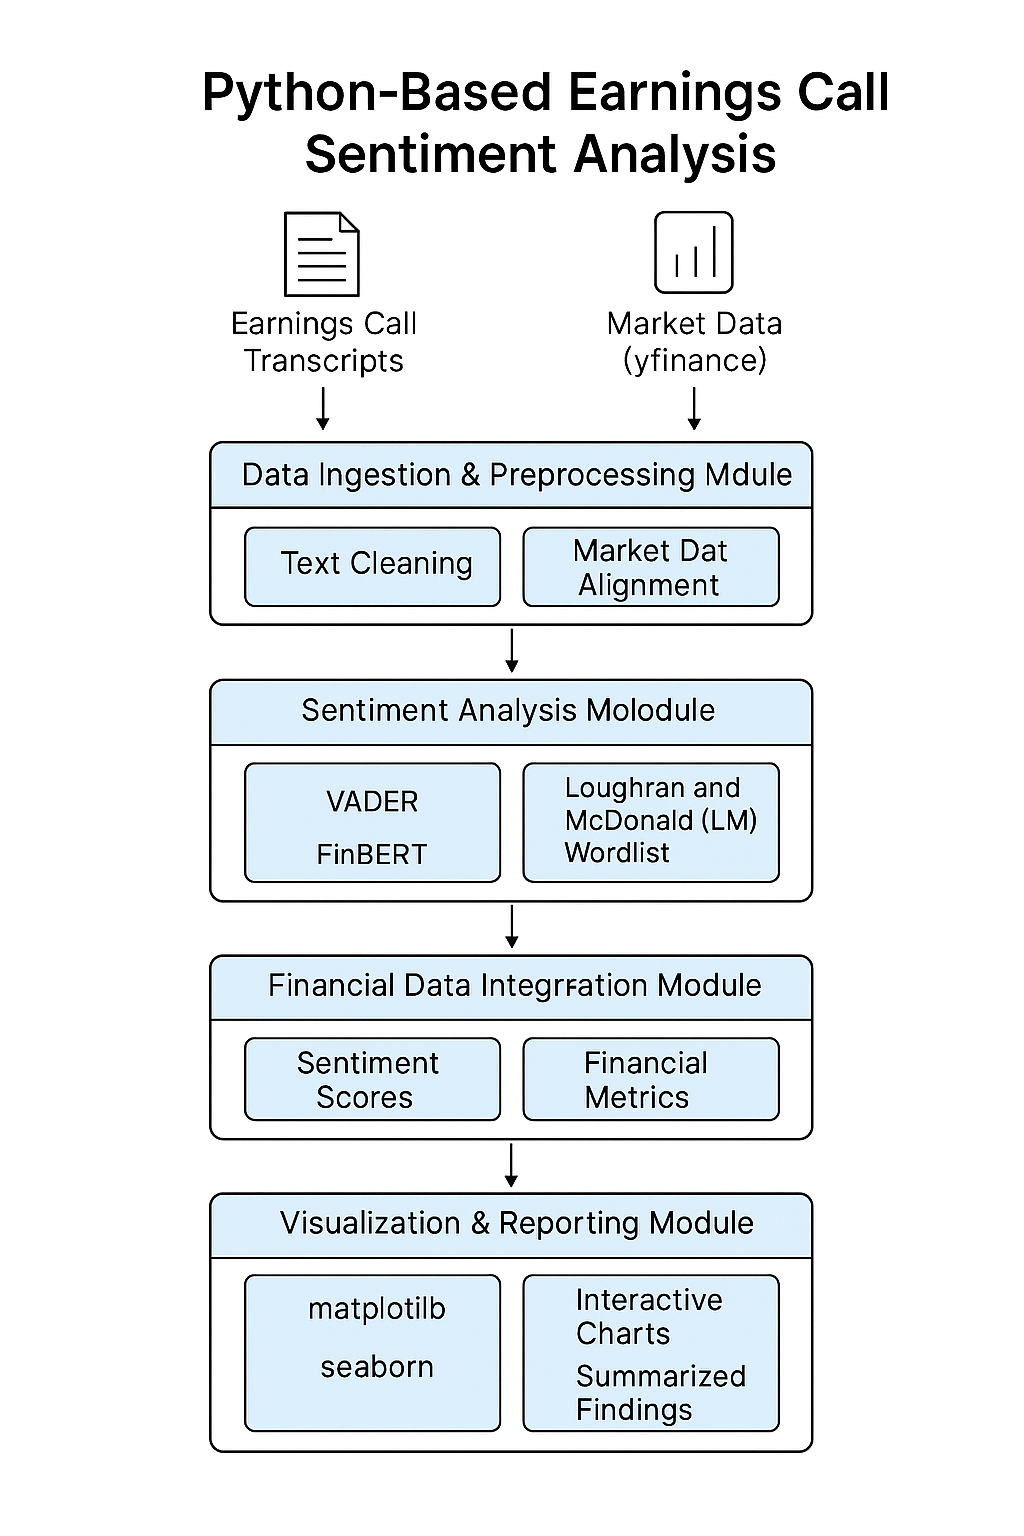 Python-Based Earnings Call
Sentiment Analysis
Earnings Call
Transcripts
Market Data
(yfinance)
Data Ingestion & Preprocessing Mdule
Text Cleaning
Market Dat
Alignment
Sentiment Analysis Molodule
VADER
FinBERT
Loughran and
McDonald (LM)
Wordlist
Financial Data Integrration Module
Sentiment
Scores
Financial
Metrics
Visualization & Reporting Module
matplotilb
seaborn
Interactive
Charts
Summarized
Findings